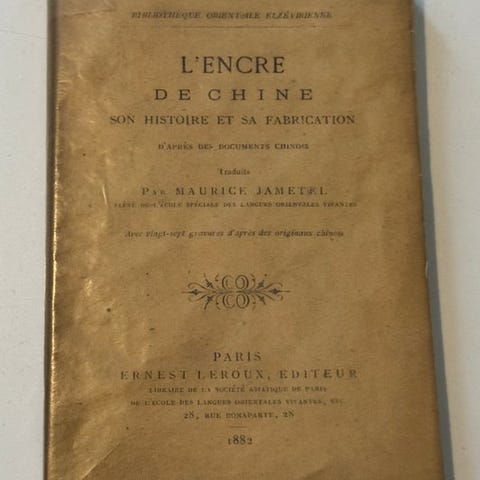 BIBLIOTHÈQUE ORIENTALE ELZÉVIRIENNE
L'ENCRE
DE CHINE
SON HISTOIRE ET SA FABRICATION
D'APRÈS DES DOCUMENTS CHINOIS
Traduits
PAR MAURICE JAMETEL
ÉLÈVE DE L'ÉCOLE SPÉCIALE DES LANGUES ORIENTALES VIVANTES
Avec vingt-sept gravures d'après des originaux chinois
PARIS
ERNEST LEROUX, EDITEUR
LIBRAIRE DE LA SOCIÉTÉ ASIATIQUE DE PARIS
DE L'ÉCOLE DES LANGUES ORIENTALES VIVANTES, ETC.
28, RUE BONAPARTE, 28
1882